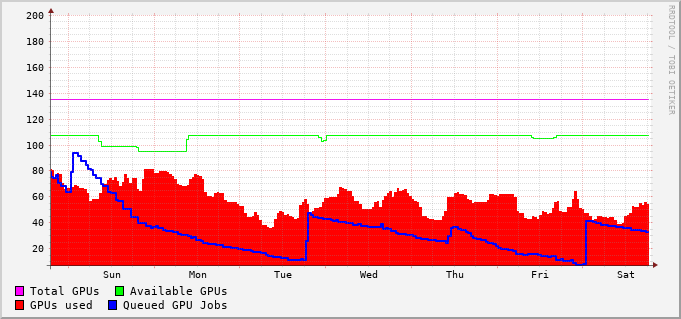 200
180
160
140
120
100
80
60
40
20
Sun Mon Tue Wed Thu Fri Sat
Total GPUs Available GPUs
GPUs used Queued GPU Jobs
RRDTOOL / TOBI OETIKER